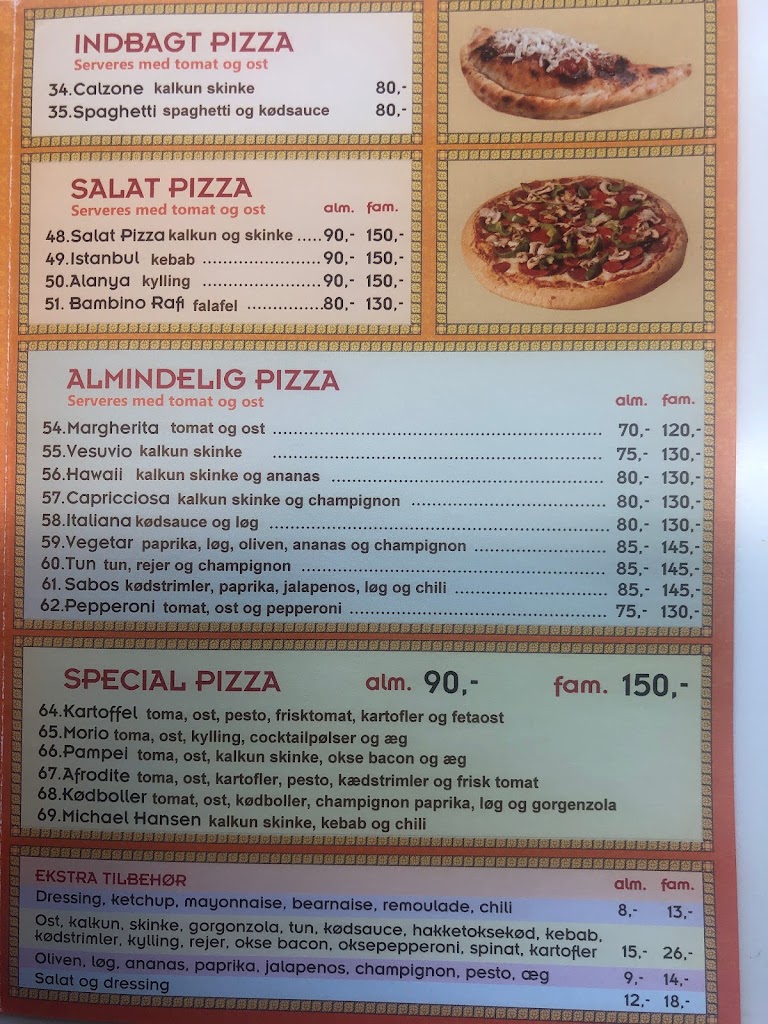 INDBAGT PIZZA
Serveres med tomat og ost
34.Calzone kalkun skinke 80,-
35.Spaghetti spaghetti og kødsauce 80,-
SALAT PIZZA
Serveres med tomat og ost alm. fam.
48.Salat Pizza kalkun og skinke .....90,- 150,-
49.Istanbul kebab .....................90,- 150,-
50.Alanya kylling .......................90,- 150,-
51. Bambino Rafi falafel ..............80,- 130,-
ALMINDELIG PIZZA
Serveres med tomat og ost alm. fam.
54.Margherita tomat og ost ............................................................ 70,- 120,-
55.Vesuvio kalkun skinke ............................................................ 75,- 130,-
56.Hawaii kalkun skinke og ananas .................................................. 80,- 130,-
57.Capricciosa kalkun skinke og champignon ................................... 80,- 130,-
58.Italiana kødsauce og løg ............................................................ 80,- 130,-
59.Vegetar paprika, løg, oliven, ananas og champignon ........................ 85,- 145,-
60.Tun tun, rejer og champignon ...................................................... 85,- 145,-
61. Sabos kødstrimler, paprika, jalapenos, løg og chili ........................... 85,- 145,-
62.Pepperoni tomat, ost og pepperoni ............................................... 75,- 130,-
SPECIAL PIZZA alm. 90,- fam. 150,-
64.Kartoffel toma, ost, pesto, frisktomat, kartofler og fetaost
65.Morio toma, ost, kylling, cocktailpølser og æg
66.Pampei toma, ost, kalkun skinke, okse bacon og æg
67.Afrodite toma, ost, kartofler, pesto, kædstrimler og frisk tomat
68.Kødboller tomat, ost, kødboller, champignon paprika, løg og gorgenzola
69.Michael Hansen kalkun skinke, kebab og chili
EKSTRA TILBEHØR alm. fam.
Dressing, ketchup, mayonnaise, bearnaise, remoulade, chili 8,- 13,-
Ost, kalkun, skinke, gorgonzola, tun, kødsauce, hakketoksekød, kebab,
kødstrimler, kylling, rejer, okse bacon, oksepepperoni, spinat, kartofler 15,- 26,-
Oliven, løg, ananas, paprika, jalapenos, champignon, pesto, æg 9,- 14,-
Salat og dressing 12,- 18,-